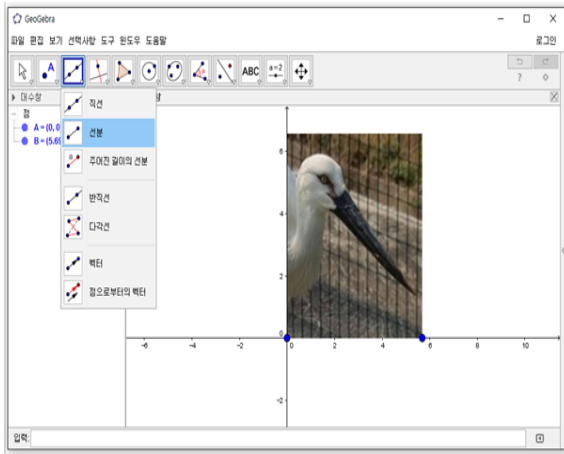 GeoGebra
파일 편집 보기 선택사항 도구 윈도우 도움말
로그인
ABC
a=2
?
대수창
점
A = (0, 0
B = (5.69
직선
선분
주어진 길이의 선분
반직선
다각선
벡터
점으로부터의 벡터
6
4
2
0
-6 -4 -2 0 2 4 6 8 10
-2
입력: